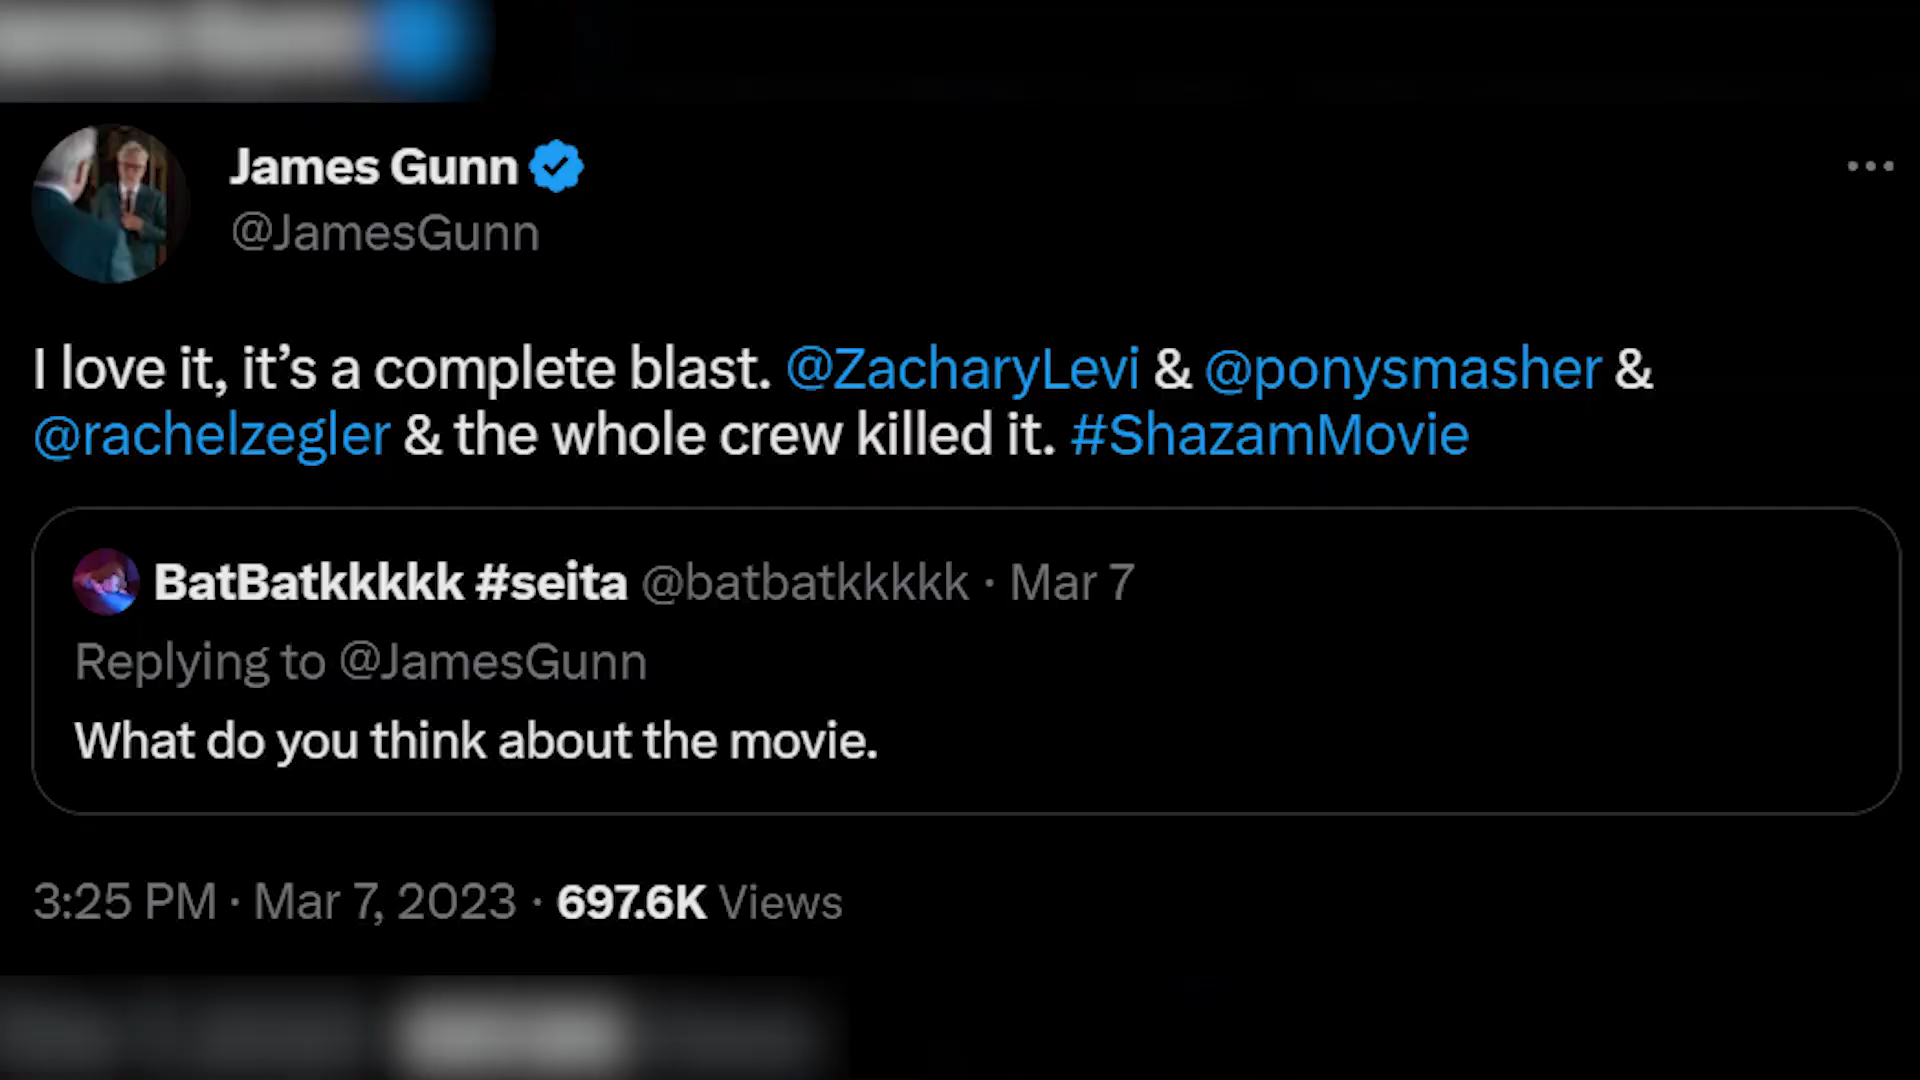 James Gunn
@JamesGunn
I love it, it’s a complete blast. @ZacharyLevi & @ponysmasher &
@rachelzegler & the whole crew killed it. #ShazamMovie
BatBatkkkkk #seita @batbatkkkkk · Mar 7
Replying to @JamesGunn
What do you think about the movie.
3:25 PM · Mar 7, 2023 · 697.6K Views